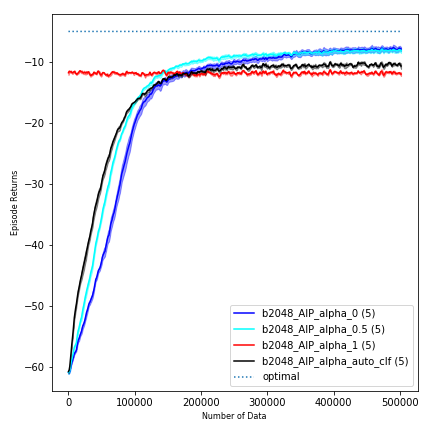 −10
−20
−30
−40
−50
−60
Episode Returns
0
100000
200000
300000
400000
500000
Number of Data
b2048_AIP_alpha_0 (5)
b2048_AIP_alpha_0.5 (5)
b2048_AIP_alpha_1 (5)
b2048_AIP_alpha_auto_clf (5)
optimal